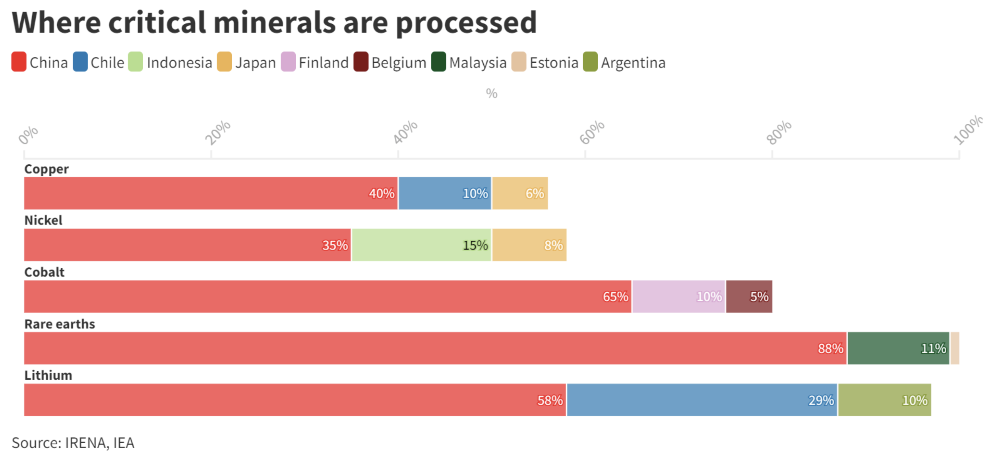 Where critical minerals are processed
China Chile Indonesia Japan Finland Belgium Malaysia Estonia Argentina
%
0% 20% 40% 60% 80% 100%
Copper
40% 10% 6%
Nickel
35% 15% 8%
Cobalt
65% 10% 5%
Rare earths
88% 11%
Lithium
58% 29% 10%
Source: IRENA, IEA